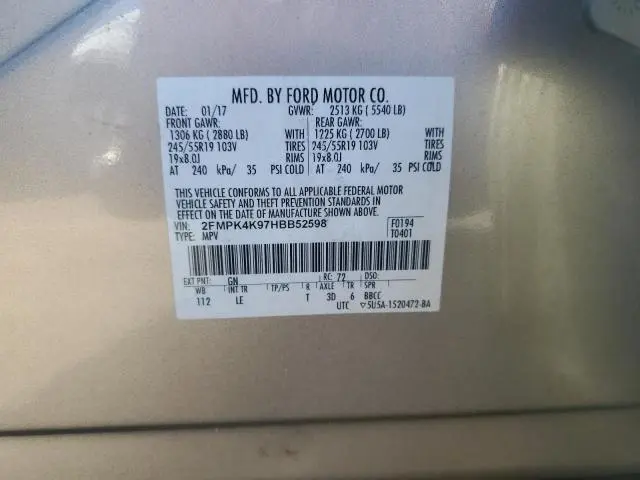 MFD. BY FORD MOTOR CO.
DATE: 01/17 GVWR: 2513 KG ( 5540 LB)
FRONT GAWR: REAR GAWR:
1306 KG ( 2880 LB) WITH 1225 KG ( 2700 LB) WITH
245/55R19 103V TIRES 245/55R19 103V TIRES
19x8.0J RIMS 19x8.0J RIMS
AT 240 kPa/ 35 PSI COLD AT 240 kPa/ 35 PSI COLD
THIS VEHICLE CONFORMS TO ALL APPLICABLE FEDERAL MOTOR
VEHICLE SAFETY AND THEFT PREVENTION STANDARDS IN
EFFECT ON THE DATE OF MANUFACTURE SHOWN ABOVE.
VIN: 2FMPK4K97HBB52598 F0194
TYPE: MPV T0401
EXT PNT: GN RC: 72 DSO:
WB INT TR TP/PS R AXLE TR SPR
112 LE T 3D 6 BBCC
UTC ▽5U5A-1520472-BA